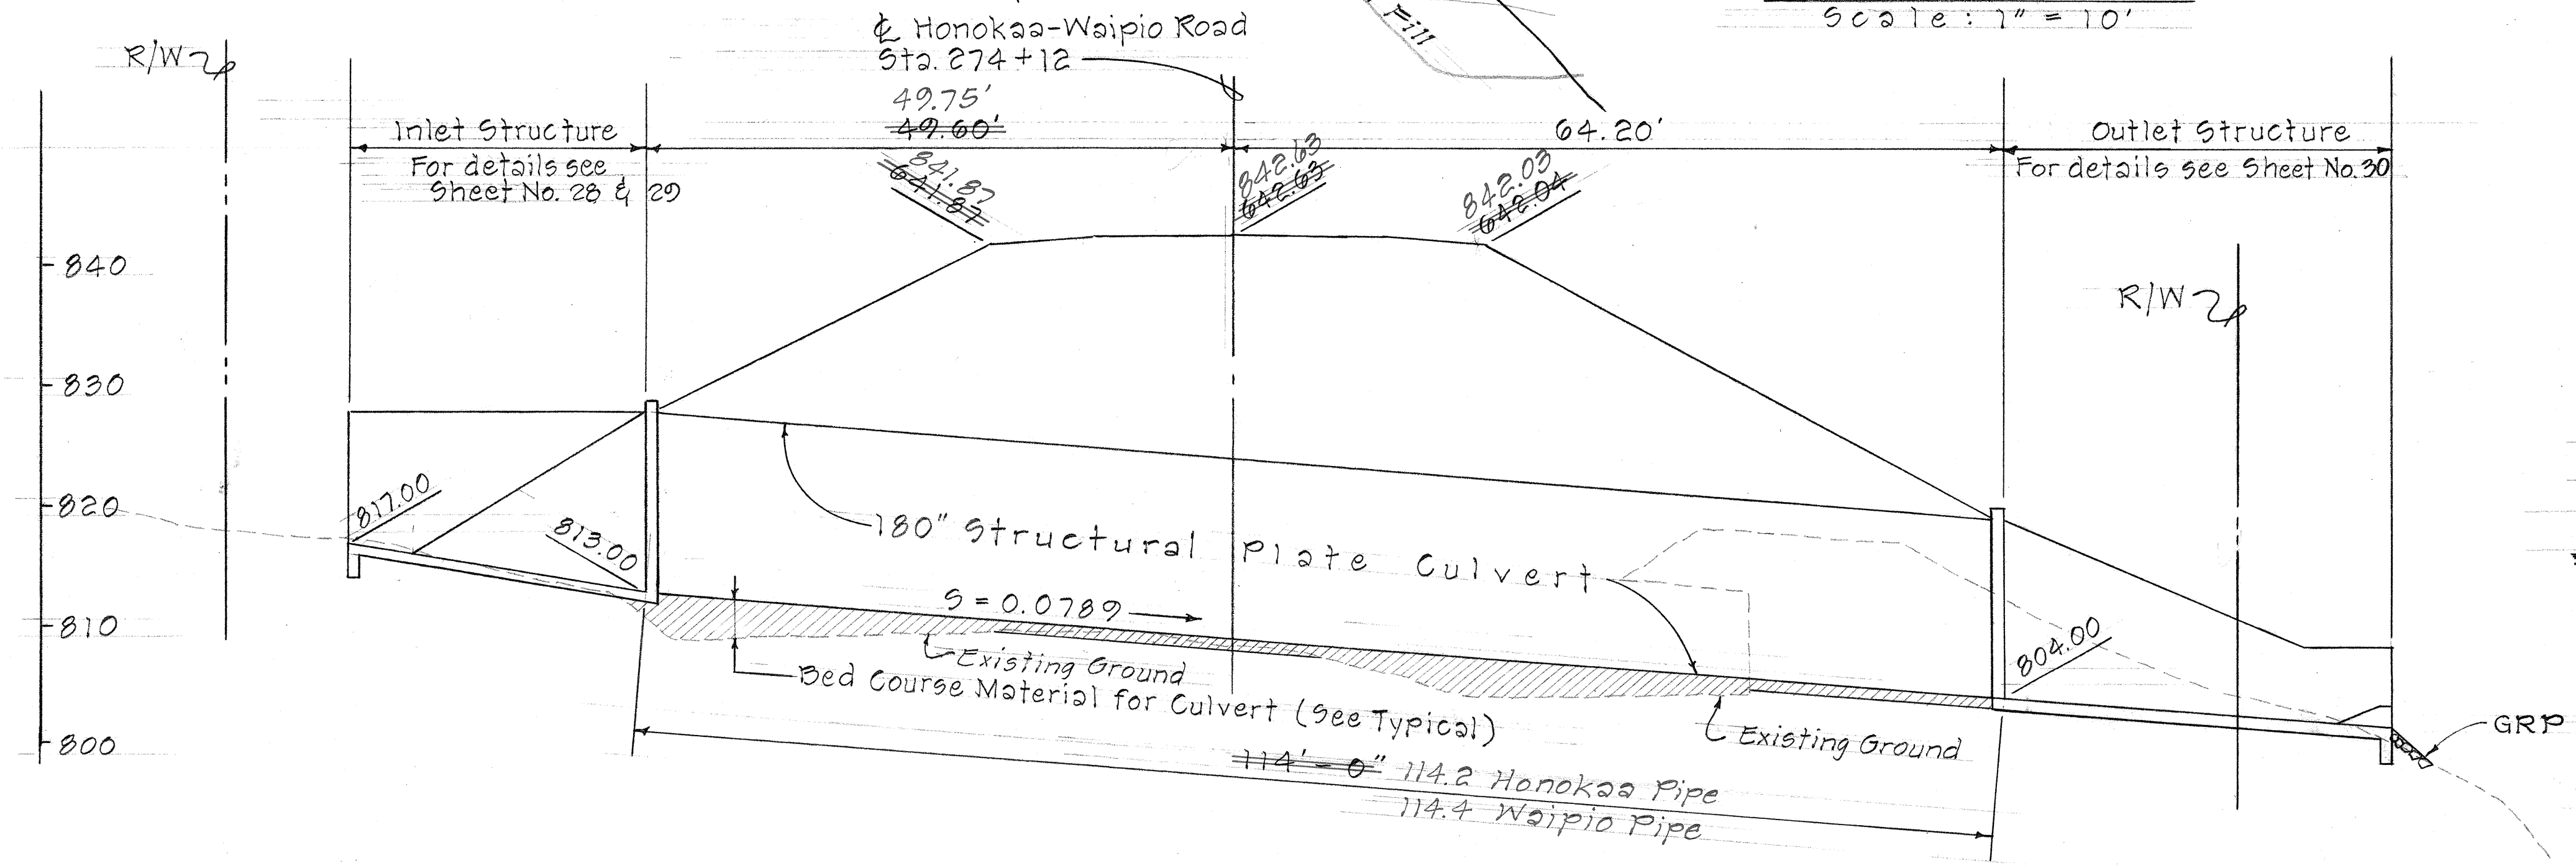 Scale: 1" = 10'
Fill
℄ Honokaa-Waipio Road
Sta. 274+12
R/W
49.75'
49.60'
64.20'
Inlet Structure
For details see
Sheet No. 28 & 29
Outlet Structure
For details see Sheet No. 30
841.87
641.87
842.63
642.63
842.03
642.04
840
830
820
810
800
R/W
817.00
813.00
180" Structural Plate Culvert
S = 0.0789
Existing Ground
Bed Course Material for Culvert (See Typical)
804.00
Existing Ground
GRP
114'-0" 114.2 Honokaa Pipe
114.4 Waipio Pipe